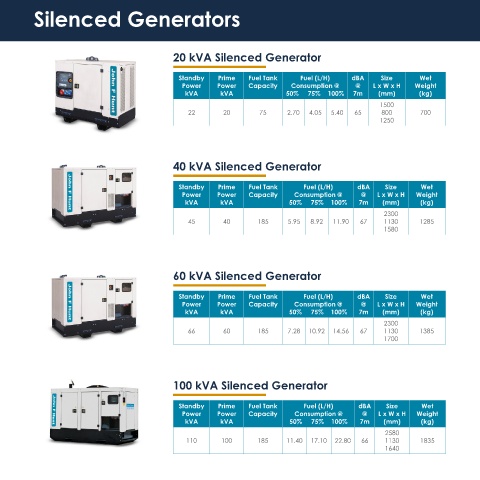 Silenced Generators
20 kVA Silenced Generator
Standby Prime Fuel Tank Fuel (L/H) dBA Size Wet
Power Power Capacity Consumption @ @ L x W x H Weight
kVA kVA 50% 75% 100% 7m (mm) (kg)
1500
22 20 75 2.70 4.05 5.40 65 800 700
1250
John F Hunt
40 kVA Silenced Generator
Standby Prime Fuel Tank Fuel (L/H) dBA Size Wet
Power Power Capacity Consumption @ @ L x W x H Weight
kVA kVA 50% 75% 100% 7m (mm) (kg)
2300
45 40 185 5.95 8.92 11.90 67 1130 1285
1580
John F Hunt
60 kVA Silenced Generator
Standby Prime Fuel Tank Fuel (L/H) dBA Size Wet
Power Power Capacity Consumption @ @ L x W x H Weight
kVA kVA 50% 75% 100% 7m (mm) (kg)
2300
66 60 185 7.28 10.92 14.56 67 1130 1385
1700
John F Hunt
100 kVA Silenced Generator
Standby Prime Fuel Tank Fuel (L/H) dBA Size Wet
Power Power Capacity Consumption @ @ L x W x H Weight
kVA kVA 50% 75% 100% 7m (mm) (kg)
2580
110 100 185 11.40 17.10 22.80 66 1130 1835
1640
John F Hunt